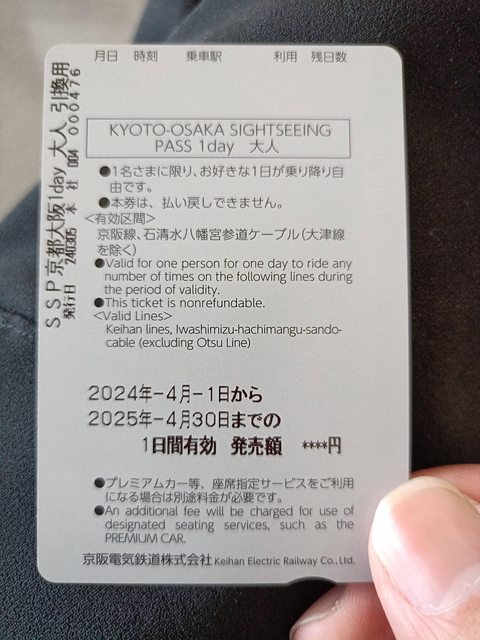 月日 時刻 乗車駅 利用 残日数
SSP京都大阪1day 大人 引換用
発行日 240305 本 社 004 000476
KYOTO-OSAKA SIGHTSEEING
PASS 1day 大人
●1名さまに限り、お好きな1日が乗り降り自
由です。
●本券は、払い戻しできません。
<有効区間>
京阪線、石清水八幡宮参道ケーブル(大津線
を除く)
●Valid for one person for one day to ride any
number of times on the following lines during
the period of validity.
●This ticket is nonrefundable.
<Valid Lines>
Keihan lines, Iwashimizu-hachimangu-sando-
cable (excluding Otsu Line)
2024年-4月-1日から
2025年-4月30日までの
1日間有効 発売額 ****円
●プレミアムカー等、座席指定サービスをご利用
になる場合は別途料金が必要です。
●An additional fee will be charged for use of
designated seating services, such as the
PREMIUM CAR.
京阪電気鉄道株式会社 Keihan Electric Railway Co., Ltd.